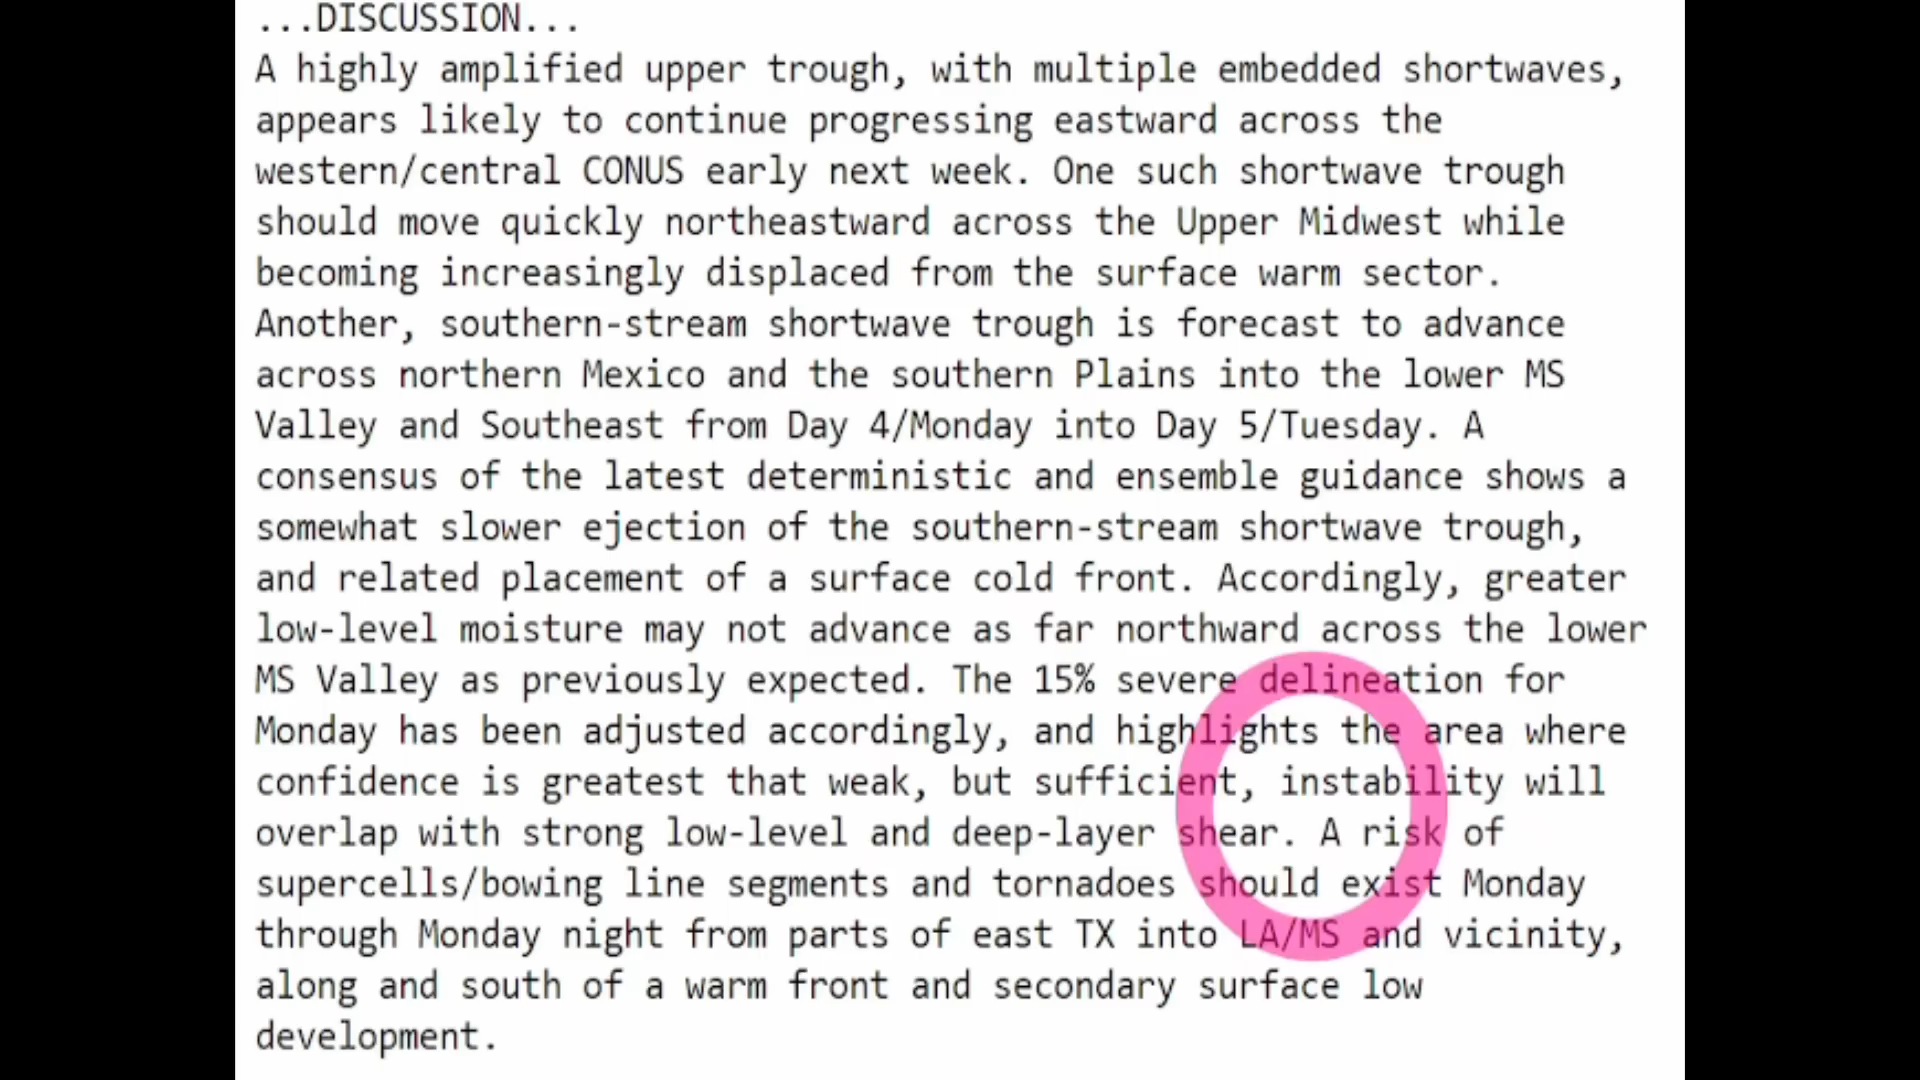 ...DISCUSSION...
A highly amplified upper trough, with multiple embedded shortwaves,
appears likely to continue progressing eastward across the
western/central CONUS early next week. One such shortwave trough
should move quickly northeastward across the Upper Midwest while
becoming increasingly displaced from the surface warm sector.
Another, southern-stream shortwave trough is forecast to advance
across northern Mexico and the southern Plains into the lower MS
Valley and Southeast from Day 4/Monday into Day 5/Tuesday. A
consensus of the latest deterministic and ensemble guidance shows a
somewhat slower ejection of the southern-stream shortwave trough,
and related placement of a surface cold front. Accordingly, greater
low-level moisture may not advance as far northward across the lower
MS Valley as previously expected. The 15% severe delineation for
Monday has been adjusted accordingly, and highlights the area where
confidence is greatest that weak, but sufficient, instability will
overlap with strong low-level and deep-layer shear. A risk of
supercells/bowing line segments and tornadoes should exist Monday
through Monday night from parts of east TX into LA/MS and vicinity,
along and south of a warm front and secondary surface low
development.